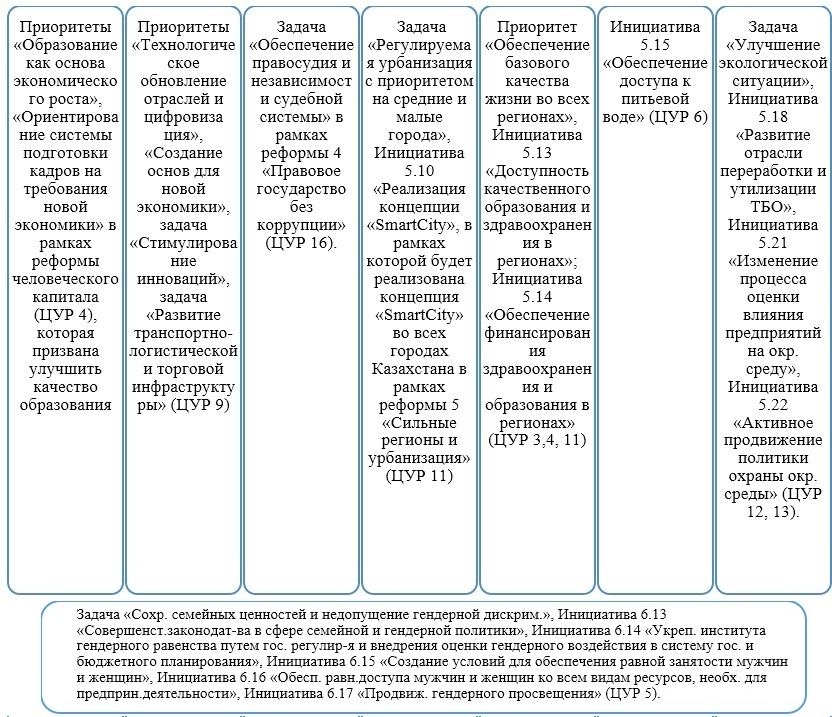 Приоритеты
«Образование
как основа
экономическо
го роста»,
«Ориентирова
ние системы
подготовки
кадров на
требования
новой
экономики» в
рамках
реформы
человеческого
капитала
(ЦУР 4),
которая
призвана
улучшить
качество
образования
Приоритеты
«Технологиче
ское
обновление
отраслей и
цифровиза
ция»,
«Создание
основ для
новой
экономики»,
задача
«Стимулирова
ние
инноваций»,
задача
«Развитие
транспортно-
логистической
и торговой
инфраструкту
ры» (ЦУР 9)
Задача
«Обеспечение
правосудия и
независимост
и судебной
системы» в
рамках
реформы 4
«Правовое
государство
без
коррупции»
(ЦУР 16).
Задача
«Регулируема
я урбанизация
с приоритетом
на средние и
малые
города»,
Инициатива
5.10
«Реализация
концепции
«SmartCity», в
рамках
которой будет
реализована
концепция
«SmartCity»
во всех
городах
Казахстана в
рамках
реформы 5
«Сильные
регионы и
урбанизация»
(ЦУР 11)
Приоритет
«Обеспечение
базового
качества
жизни во всех
регионах»,
Инициатива
5.13
«Доступность
качественного
образования и
здравоохранен
ия в
регионах»;
Инициатива
5.14
«Обеспечение
финансирован
ия
здравоохранен
ия и
образования в
регионах»
(ЦУР 3,4, 11)
Инициатива
5.15
«Обеспечение
доступа к
питьевой
воде» (ЦУР 6)
Задача
«Улучшение
экологической
ситуации»,
Инициатива
5.18
«Развитие
отрасли
переработки и
утилизации
ТБО»,
Инициатива
5.21
«Изменение
процесса
оценки
влияния
предприятий
на окр.
среду»,
Инициатива
5.22
«Активное
продвижение
политики
охраны окр.
среды» (ЦУР
12, 13).
Задача «Сохр. семейных ценностей и недопущение гендерной дискрим.», Инициатива 6.13
«Совершенст.законодат-ва в сфере семейной и гендерной политики», Инициатива 6.14 «Укреп. института
гендерного равенства путем гос. регулир-я и внедрения оценки гендерного воздействия в систему гос. и
бюджетного планирования», Инициатива 6.15 «Создание условий для обеспечения равной занятости мужчин
и женщин», Инициатива 6.16 «Обесп. равн.доступа мужчин и женщин ко всем видам ресурсов, необх. для
предприн.деятельности», Инициатива 6.17 «Продвиж. гендерного просвещения» (ЦУР 5).